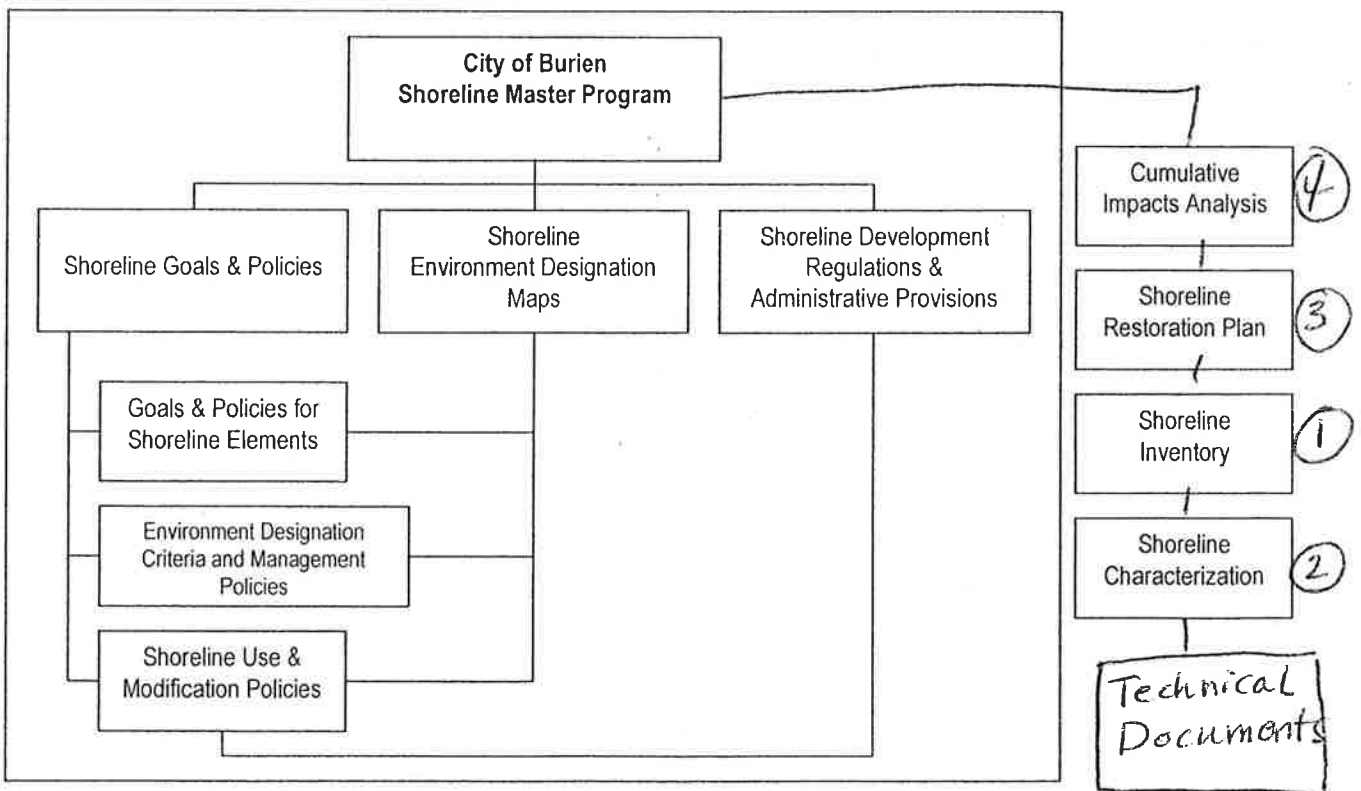 City of Burien
Shoreline Master Program
Shoreline Goals & Policies
Shoreline
Environment Designation
Maps
Shoreline Development
Regulations &
Administrative Provisions
Goals & Policies for
Shoreline Elements
Environment Designation
Criteria and Management
Policies
Shoreline Use &
Modification Policies
Cumulative
Impacts Analysis
4
Shoreline
Restoration Plan
3
Shoreline
Inventory
1
Shoreline
Characterization
2
Technical
Documents